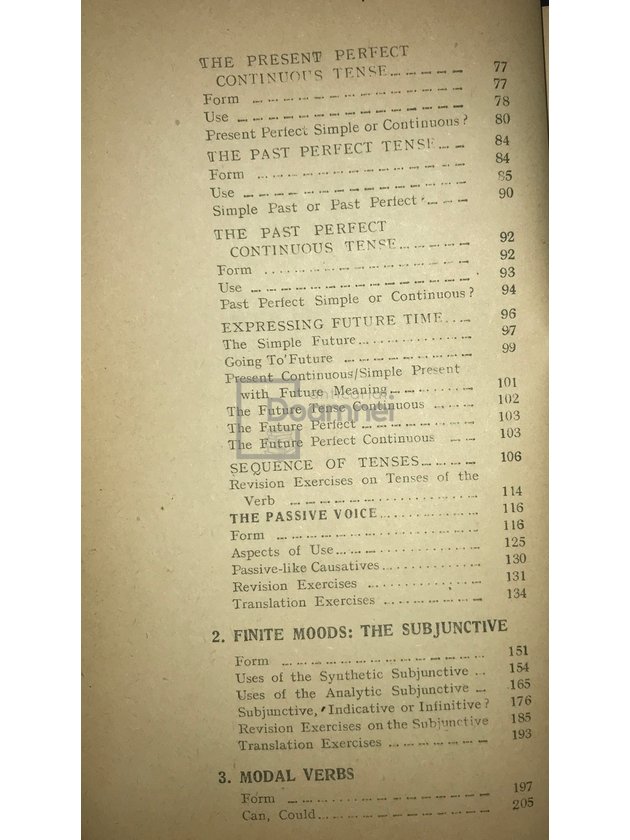 THE PRESENT PERFECT
CONTINUOUS TENSE 77
Form 77
Use 78
Present Perfect Simple or Continuous? 80
THE PAST PERFECT TENSE 84
Form 84
Use 85
Simple Past or Past Perfect 90
THE PAST PERFECT
CONTINUOUS TENSE 92
Form 92
Use 93
Past Perfect Simple or Continuous? 94
EXPRESSING FUTURE TIME 96
The Simple Future 97
Going To Future 99
Present Continuous/Simple Present
with Future Meaning 101
The Future Tense Continuous 102
The Future Perfect 103
The Future Perfect Continuous 103
SEQUENCE OF TENSES 106
Revision Exercises on Tenses of the
Verb 114
THE PASSIVE VOICE 116
Form 116
Aspects of Use 125
Passive-like Causatives 130
Revision Exercises 131
Translation Exercises 134
2. FINITE MOODS: THE SUBJUNCTIVE
Form 151
Uses of the Synthetic Subjunctive 154
Uses of the Analytic Subjunctive 165
Subjunctive, Indicative or Infinitive? 176
Revision Exercises on the Subjunctive 185
Translation Exercises 193
3. MODAL VERBS
Form 197
Can, Could 205
Doamnei